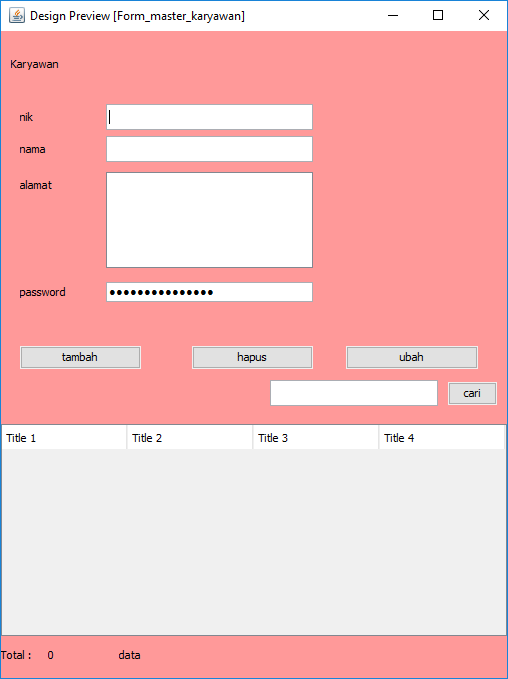 Design Preview [Form_master_karyawan]
Karyawan
nik
nama
alamat
password ●●●●●●●●●●●●●●●
tambah hapus ubah
cari
Title 1 Title 2 Title 3 Title 4
Total : 0 data